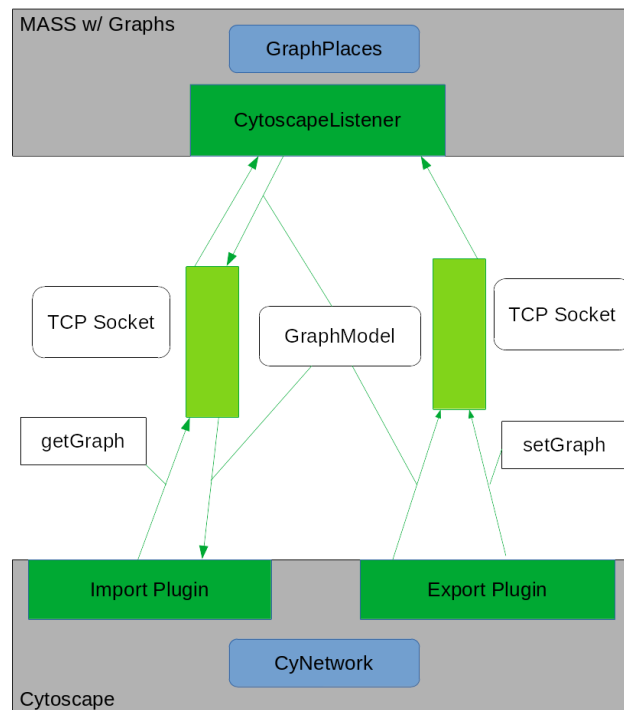 MASS w/ Graphs
GraphPlaces
CytoscapeListener
TCP Socket
GraphModel
TCP Socket
getGraph
setGraph
Import Plugin
Export Plugin
CyNetwork
Cytoscape